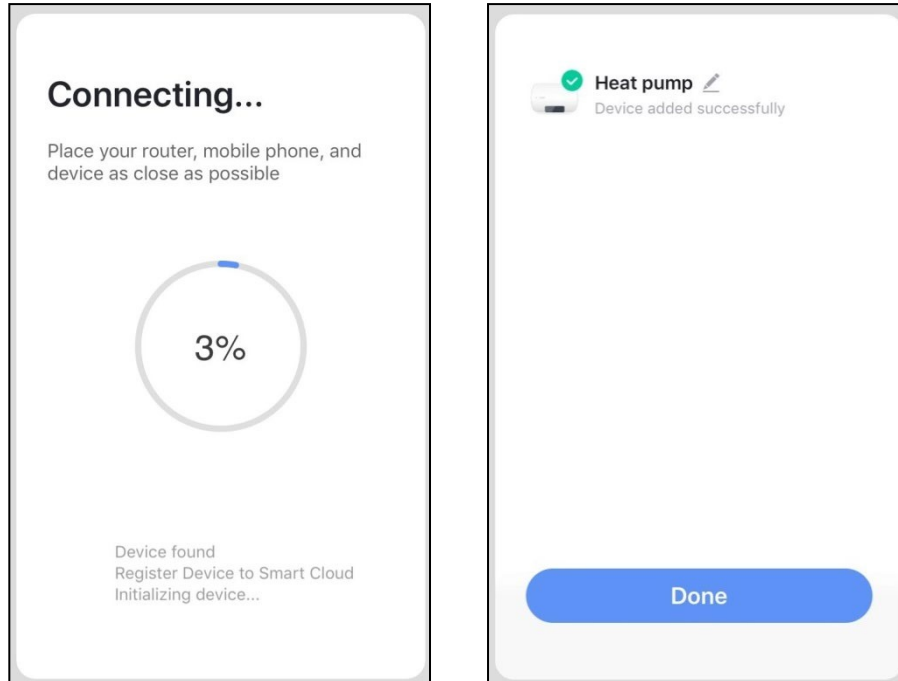 Connecting...
Place your router, mobile phone, and
device as close as possible
3%
Device found
Register Device to Smart Cloud
Initializing device...
Heat pump
Device added successfully
Done